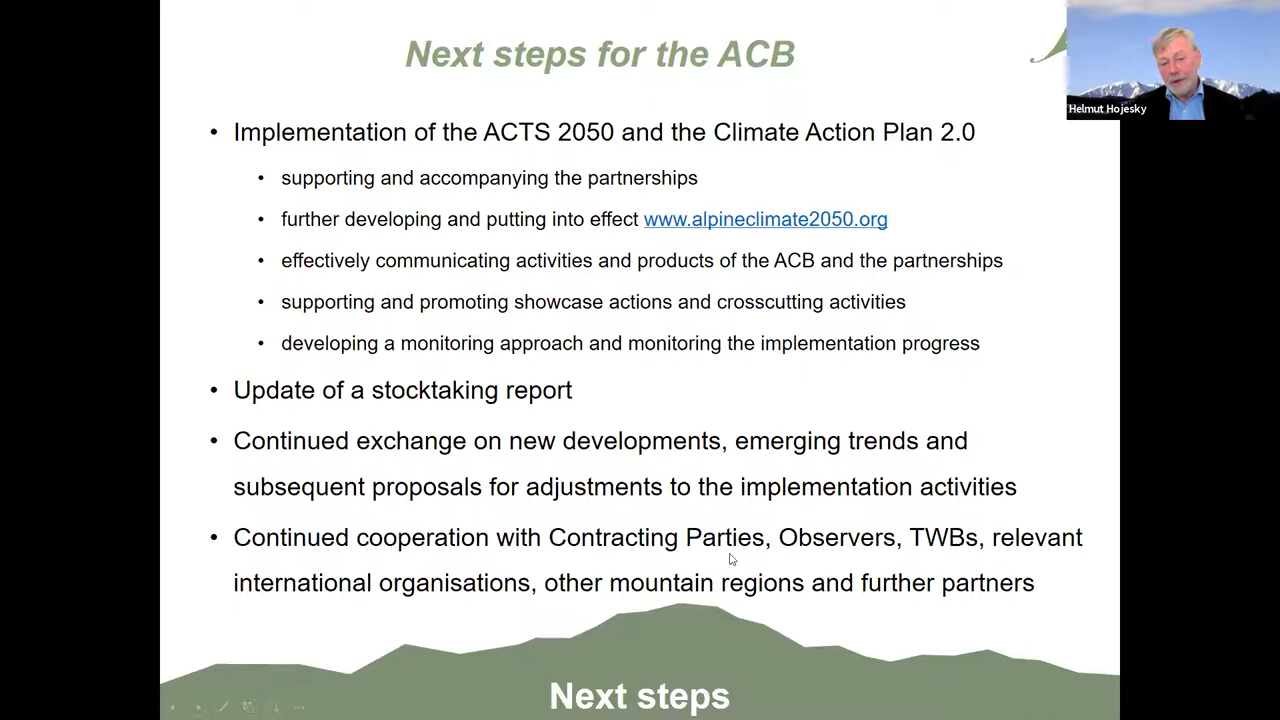 Next steps for the ACB
Helmut Hojesky
• Implementation of the ACTS 2050 and the Climate Action Plan 2.0
• supporting and accompanying the partnerships
• further developing and putting into effect www.alpineclimate2050.org
• effectively communicating activities and products of the ACB and the partnerships
• supporting and promoting showcase actions and crosscutting activities
• developing a monitoring approach and monitoring the implementation progress
• Update of a stocktaking report
• Continued exchange on new developments, emerging trends and
subsequent proposals for adjustments to the implementation activities
• Continued cooperation with Contracting Parties, Observers, TWBs, relevant
international organisations, other mountain regions and further partners
Next steps